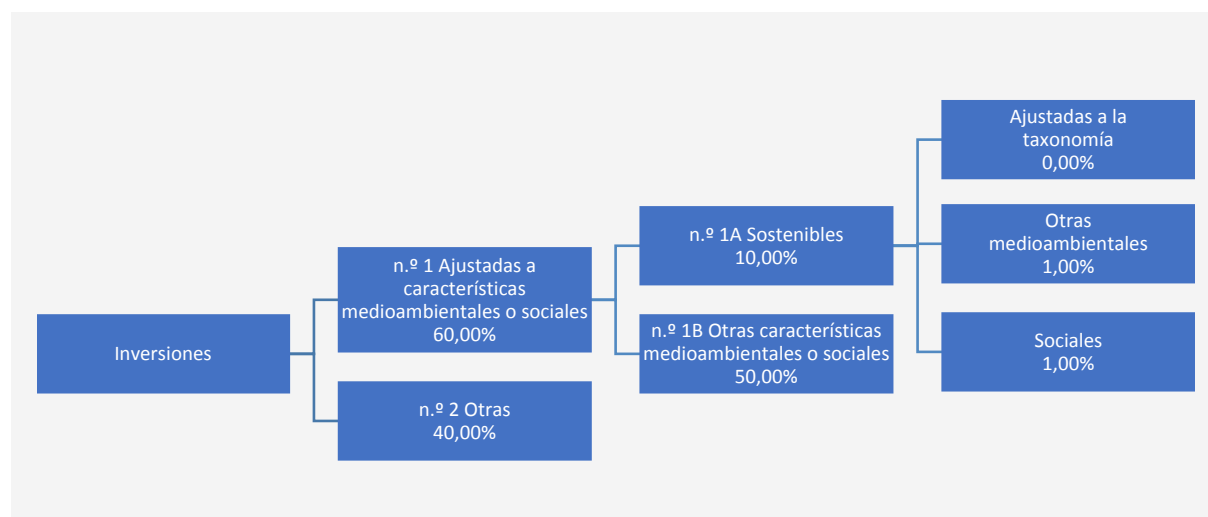 Inversiones
n.º 1 Ajustadas a
características
medioambientales o sociales
60,00%
n.º 2 Otras
40,00%
n.º 1A Sostenibles
10,00%
n.º 1B Otras características
medioambientales o sociales
50,00%
Ajustadas a la
taxonomía
0,00%
Otras
medioambientales
1,00%
Sociales
1,00%